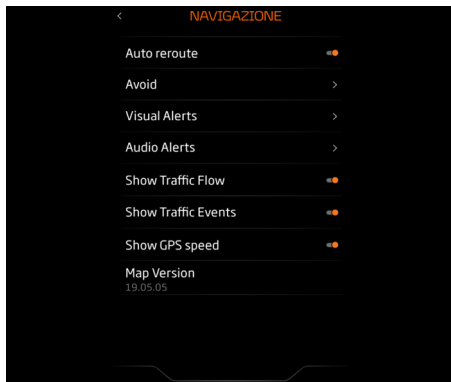 NAVIGAZIONE
Auto reroute
Avoid
Visual Alerts
Audio Alerts
Show Traffic Flow
Show Traffic Events
Show GPS speed
Map Version
19.05.05